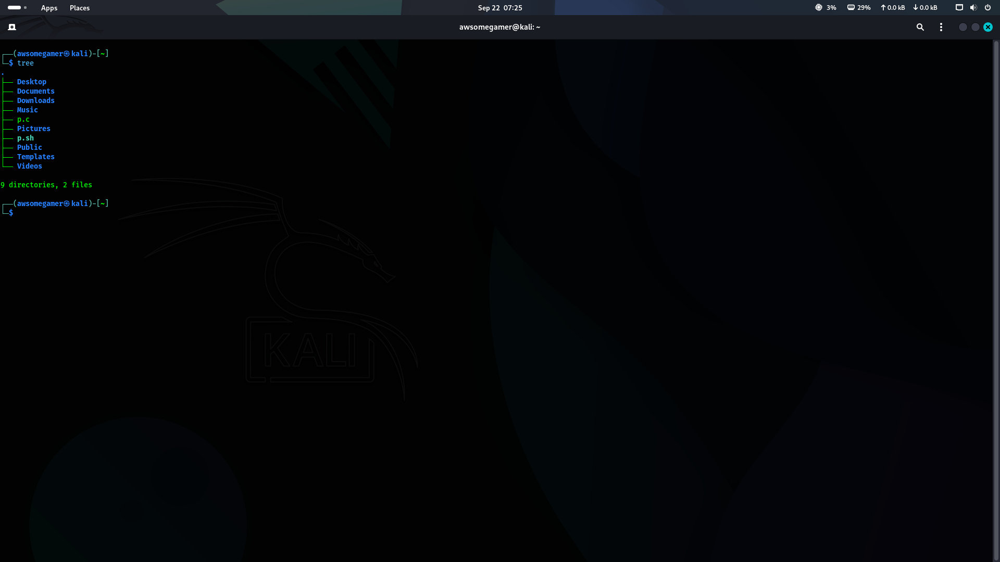 Apps Places Sep 22 07:25 3% 29% 0.0 kB 0.0 kB
awsomegamer@kali: ~
┌──(awsomegamer㉿kali)-[~]
└─$ tree
.
├── Desktop
├── Documents
├── Downloads
├── Music
├── p.c
├── Pictures
├── p.sh
├── Public
├── Templates
└── Videos
9 directories, 2 files
┌──(awsomegamer㉿kali)-[~]
└─$
KALI